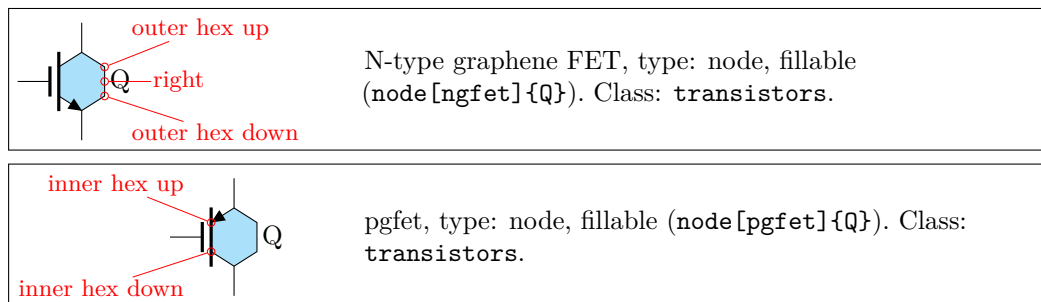 outer hex up
Q
right
outer hex down
N-type graphene FET, type: node, fillable
(node[ngfet]{Q}). Class: transistors.
inner hex up
Q
inner hex down
pgfet, type: node, fillable (node[pgfet]{Q}). Class:
transistors.